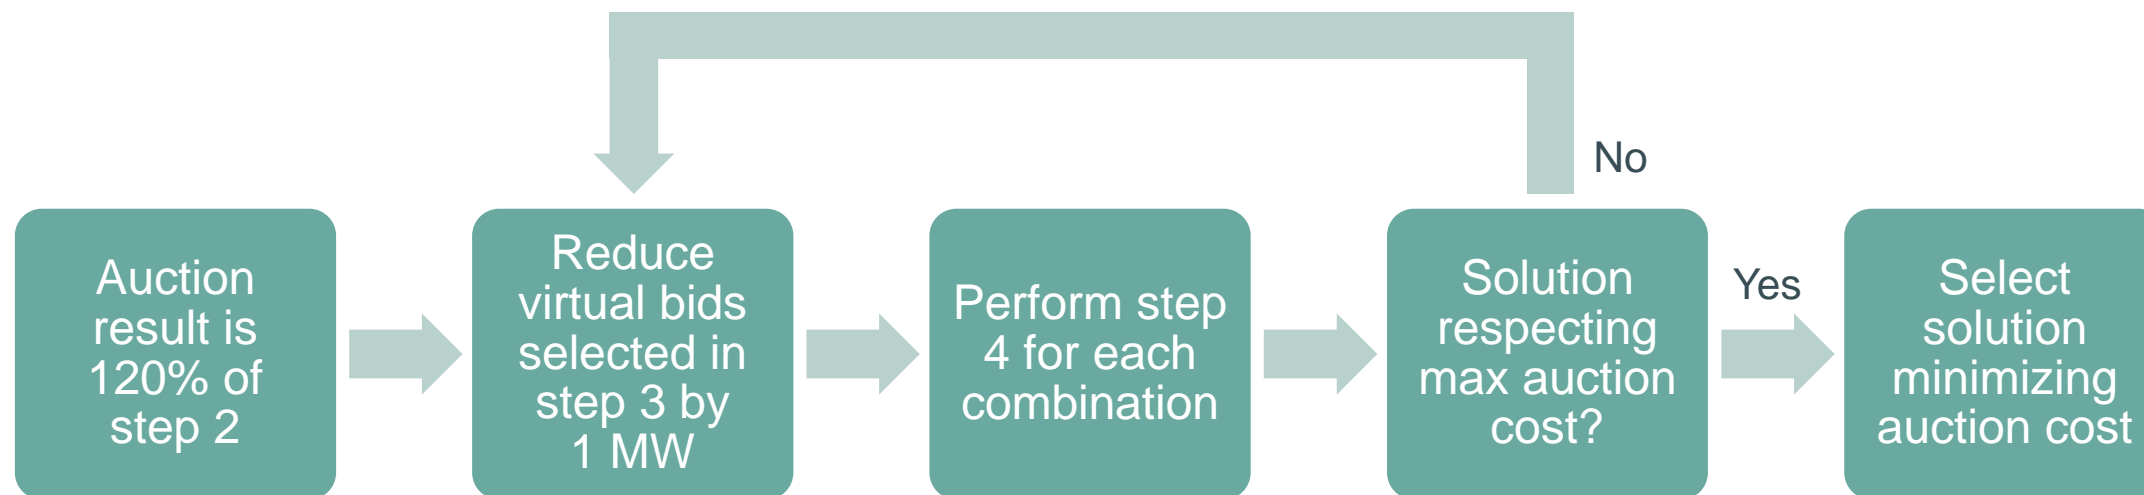 Auction
result is
120% of
step 2
Reduce
virtual bids
selected in
step 3 by
1 MW
Perform step
4 for each
combination
Solution
respecting
max auction
cost?
No
Yes
Select
solution
minimizing
auction cost